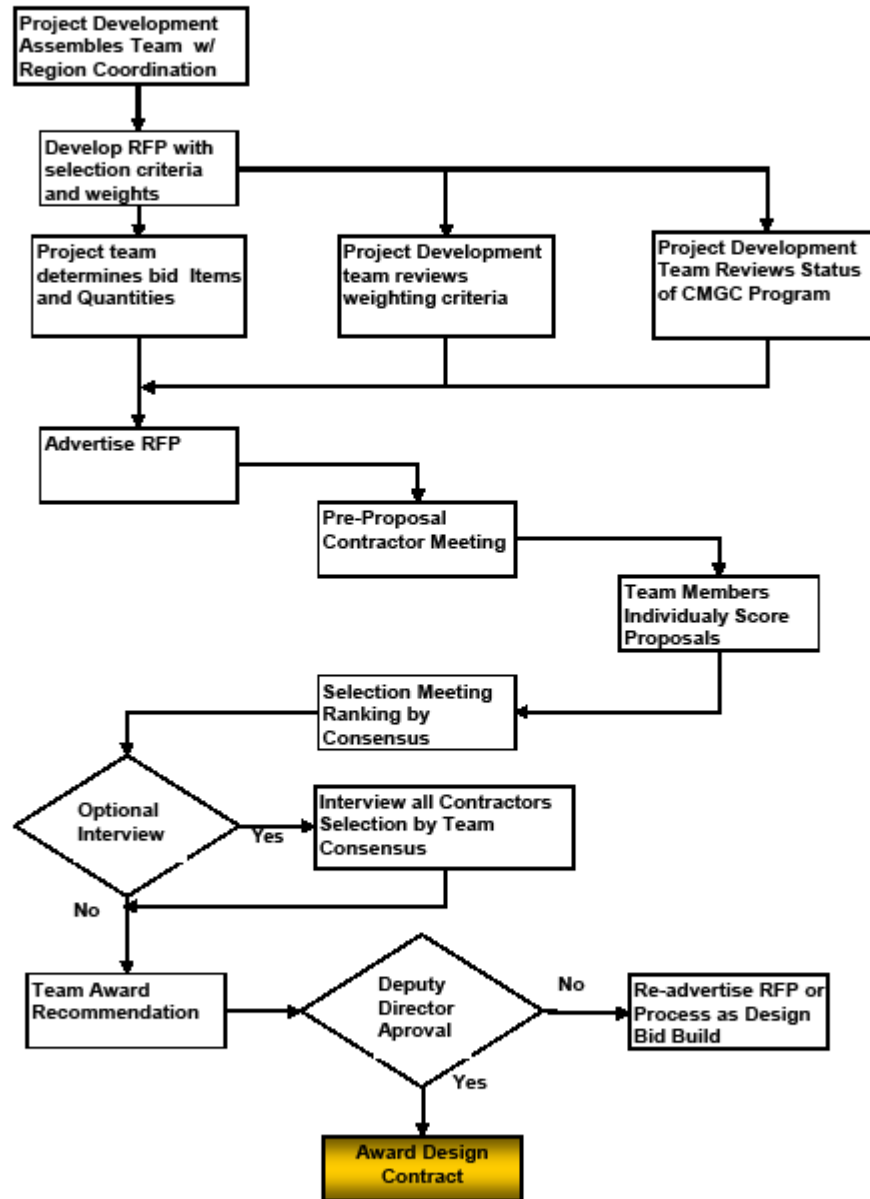 Project Development
Assembles Team w/
Region Coordination
Develop RFP with
selection criteria
and weights
Project team
determines bid Items
and Quantities
Project Development
team reviews
weighting criteria
Project Development
Team Reviews Status
of CMGC Program
Advertise RFP
Pre-Proposal
Contractor Meeting
Team Members
Individualy Score
Proposals
Selection Meeting
Ranking by
Consensus
Optional
Interview
Yes
Interview all Contractors
Selection by Team
Consensus
No
Team Award
Recommendation
Deputy
Director
Aproval
No
Re-advertise RFP or
Process as Design
Bid Build
Yes
Award Design
Contract